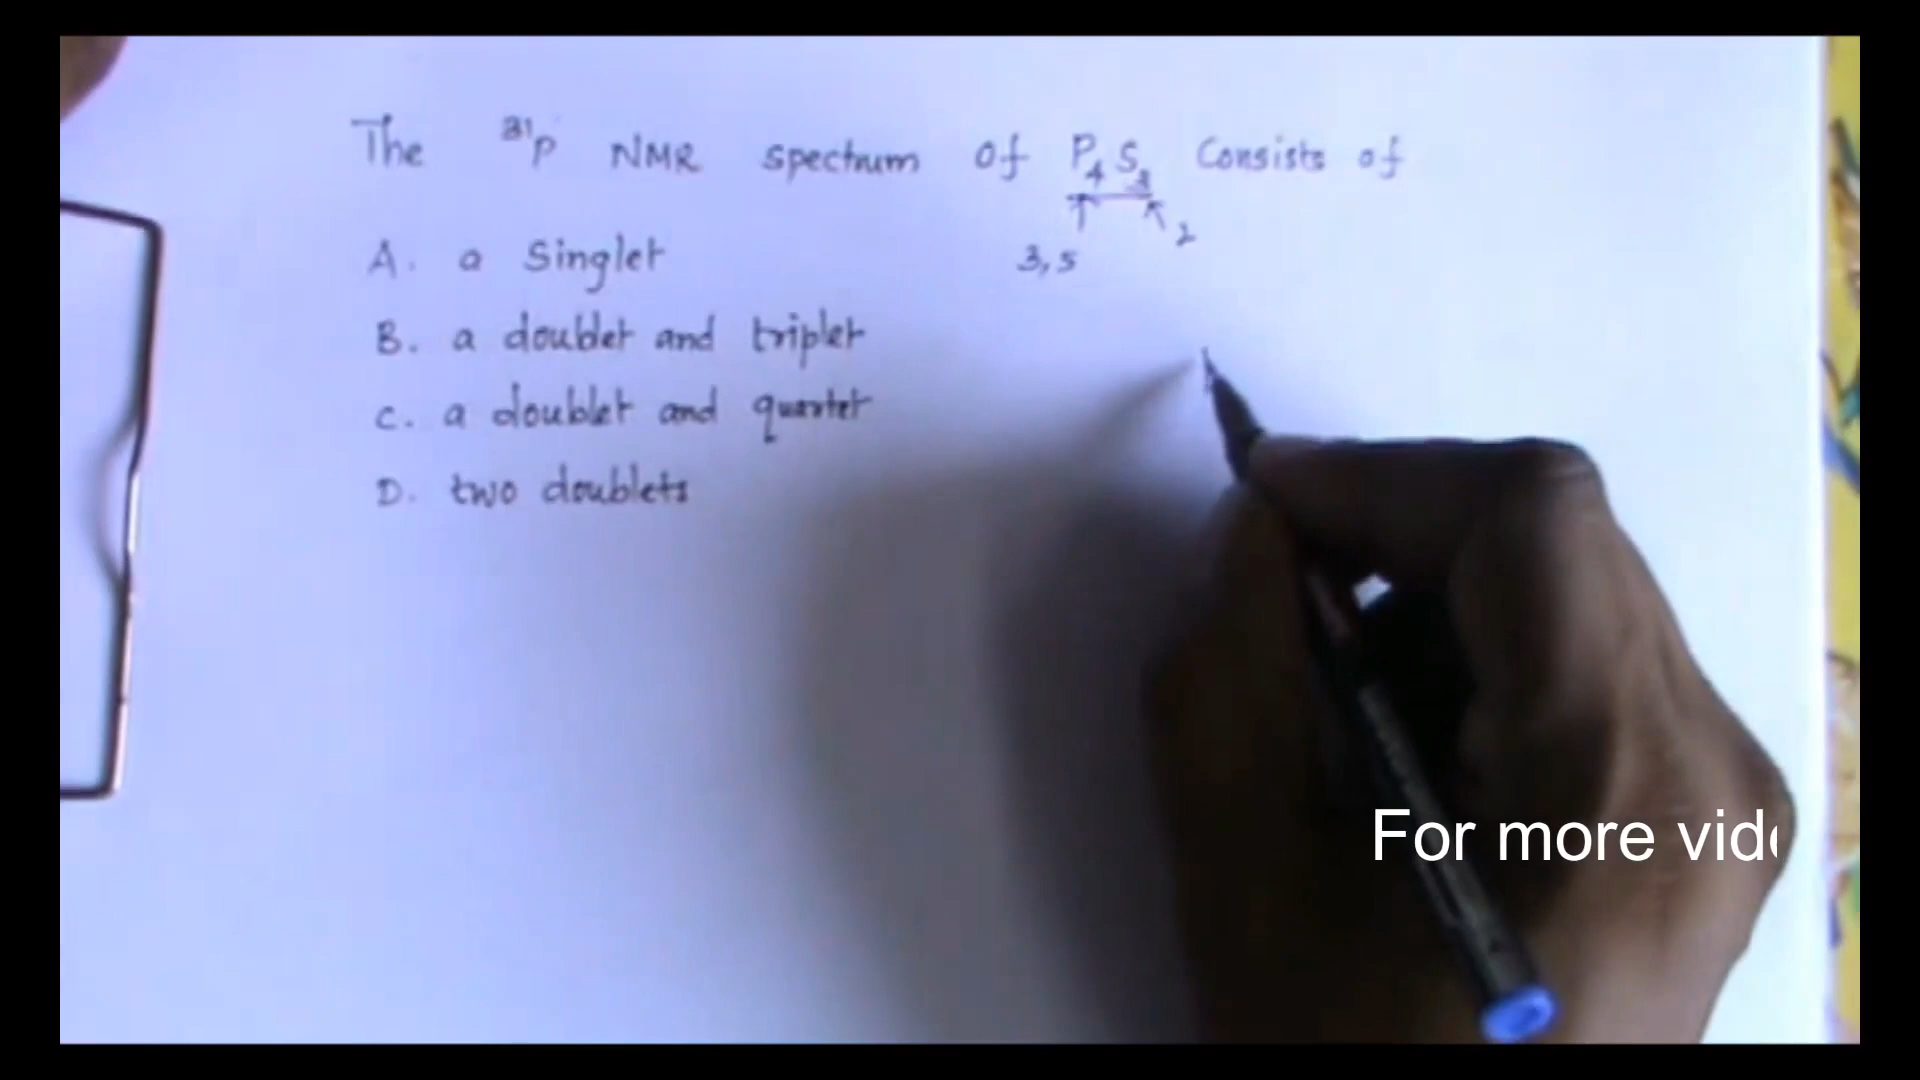 The ³¹P NMR spectrum of P₄S₃ consists of
A. a singlet
3,5
2
B. a doublet and triplet
C. a doublet and quartet
D. two doublets
For more vid